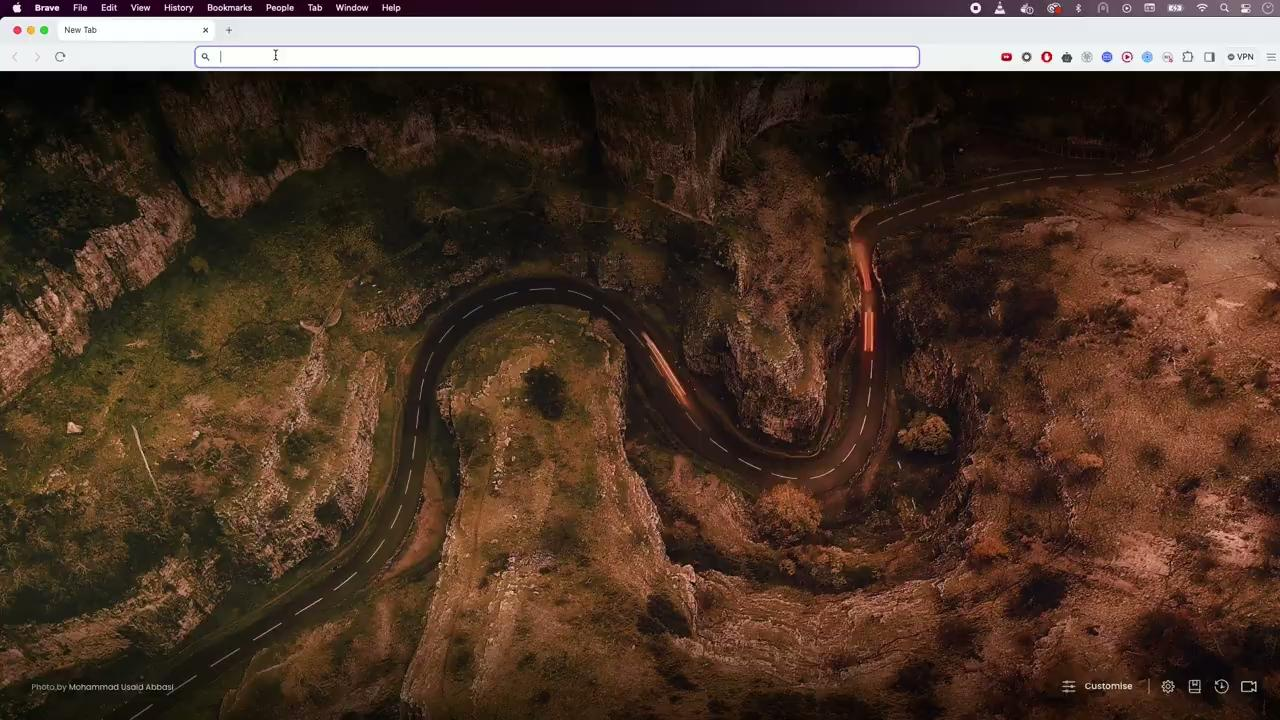 Brave File Edit View History Bookmarks People Tab Window Help
New Tab
VPN
Photo by Mohammad Usaid Abbasi
Customise